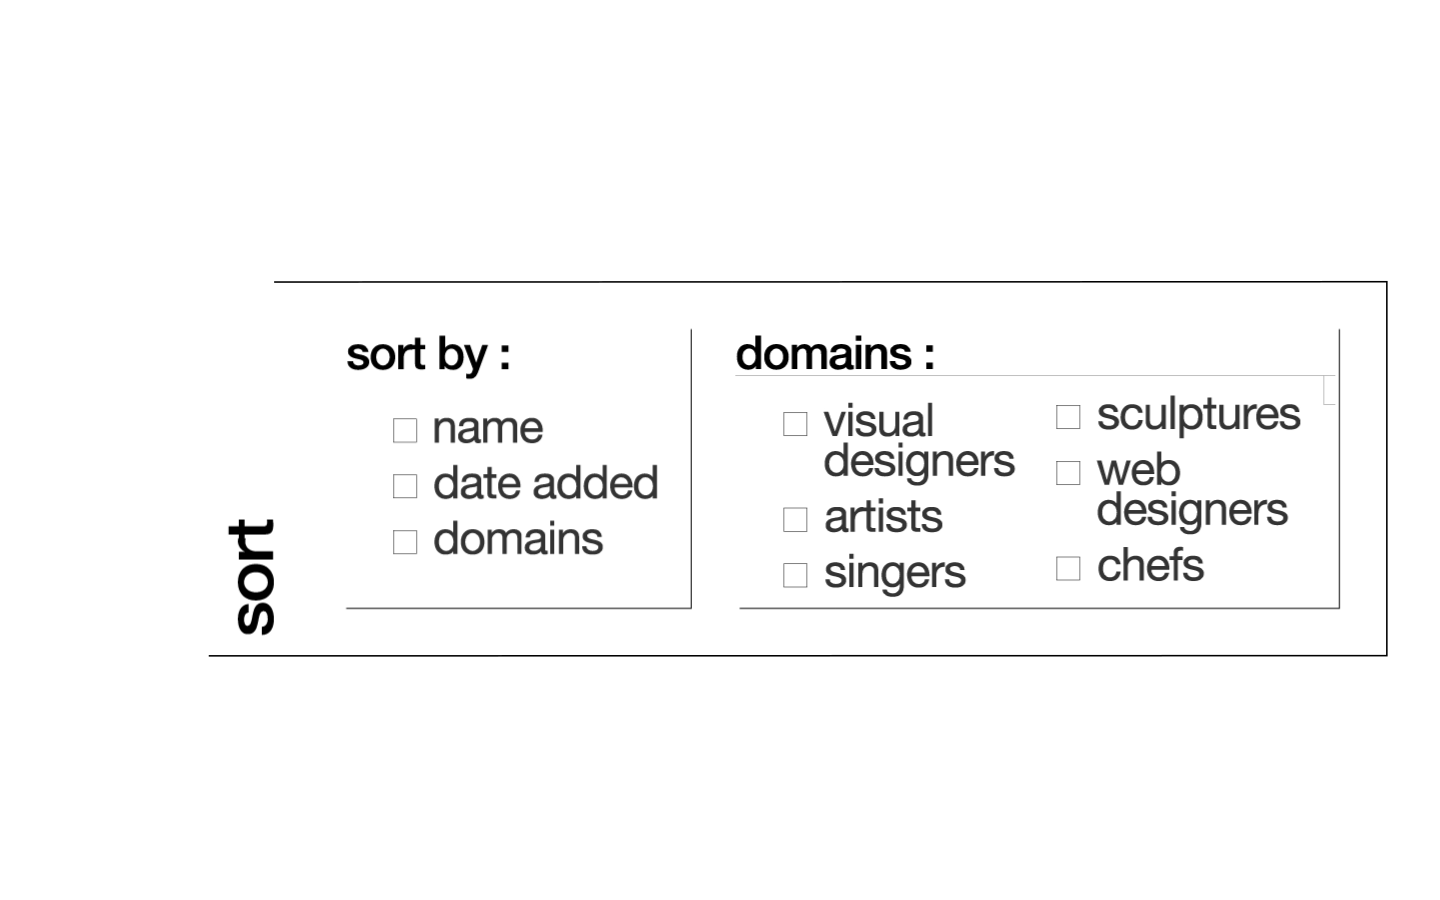 sort
sort by :
name
date added
domains
domains :
visual
designers
artists
singers
sculptures
web
designers
chefs